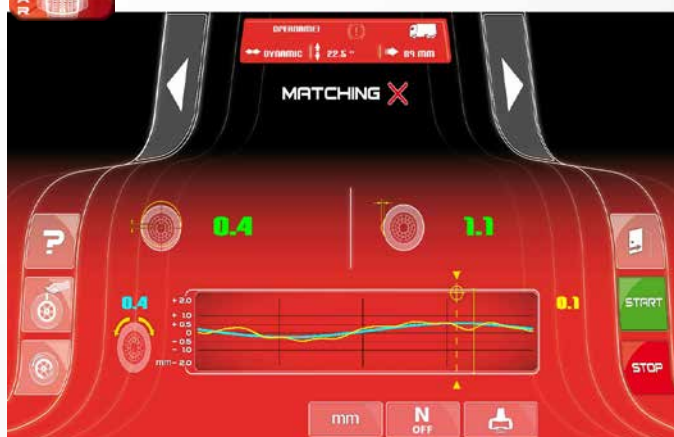 OPERNAME1
DYNAMIC 22.5 " 89 mm
MATCHING X
0.4 1.1
?
0.4 0.1
+ 2.0
+ 1.0
+ 0.5
0
- 0.5
- 1.0
mm - 2.0
START
STOP
mm
N
OFF